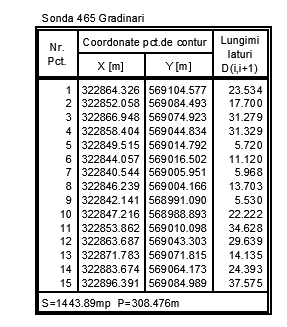 Sonda 465 Gradinari
Nr. Pct. Coordonate pct.de contur Lungimi laturi D(i,i+1)
X [m] Y [m]
1 322864.326 569104.577 23.534
2 322852.058 569084.493 17.700
3 322866.948 569074.923 31.279
4 322858.404 569044.834 31.329
5 322849.515 569014.792 5.720
6 322844.057 569016.502 11.120
7 322840.544 569005.951 5.968
8 322846.239 569004.166 13.703
9 322842.141 568991.090 5.530
10 322847.216 568988.893 22.222
11 322853.862 569010.098 34.628
12 322863.687 569043.303 29.639
13 322871.783 569071.815 14.135
14 322883.674 569064.173 24.393
15 322896.391 569084.989 37.575
S=1443.89mp P=308.476m